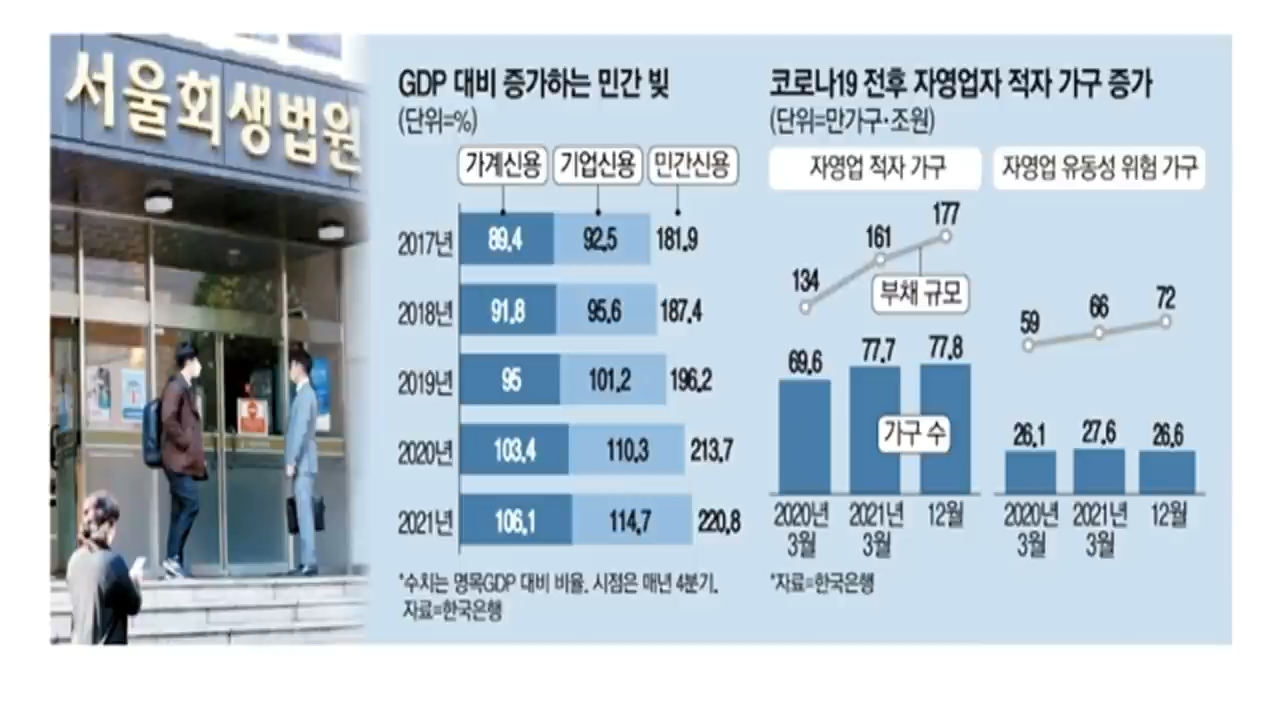 서울회생법원
GDP 대비 증가하는 민간 빚
(단위=%)
가계신용 기업신용 민간신용
2017년 89.4 92.5 181.9
2018년 91.8 95.6 187.4
2019년 95 101.2 196.2
2020년 103.4 110.3 213.7
2021년 106.1 114.7 220.8
*수치는 명목GDP 대비 비율. 시점은 매년 4분기.
자료=한국은행
코로나19 전후 자영업자 적자 가구 증가
(단위=만가구·조원)
자영업 적자 가구
134 161 177
부채 규모
69.6 77.7 77.8
가구 수
2020년 2021년 12월
3월 3월
자영업 유동성 위험 가구
59 66 72
26.1 27.6 26.6
2020년 2021년 12월
3월 3월
*자료=한국은행